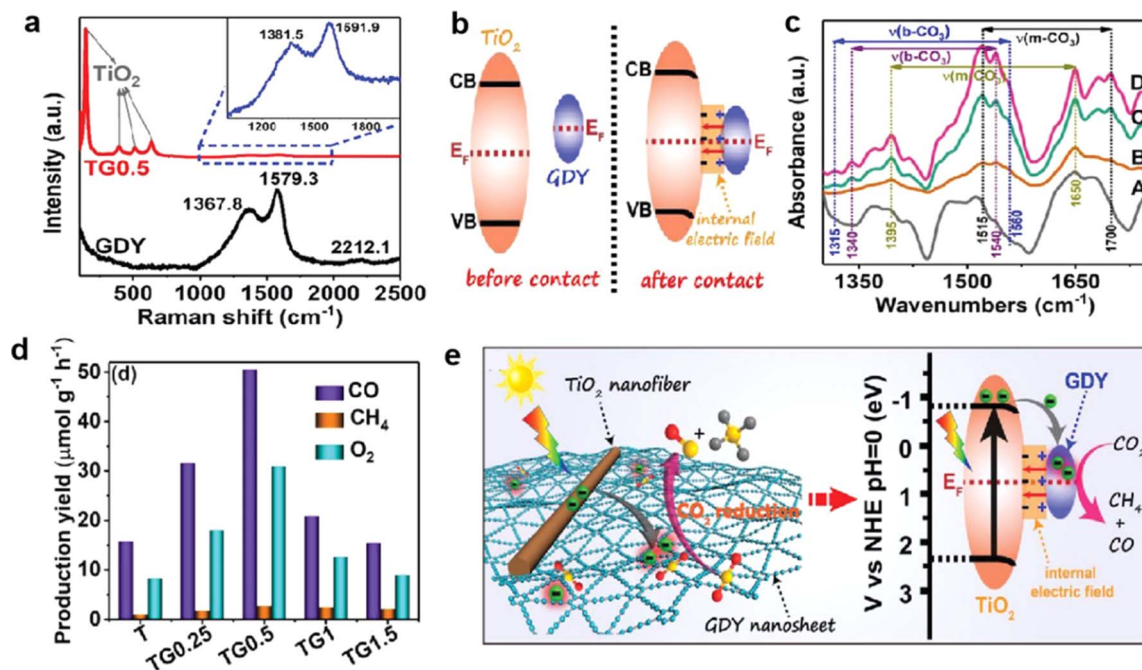 a
Intensity (a.u.)
TiO2
TG0.5
GDY
1381.5
1591.9
1200 1600 2000
1367.8
1579.3
2212.1
500 1000 1500 2000 2500
Raman shift (cm-1)
b
TiO2
CB
EF
VB
EF
GDY
before contact
CB
VB
EF
internal
electric field
after contact
c
Absorbance (a.u.)
ν(b-CO3)
ν(m-CO3)
ν(b-CO3)
ν(m-CO3)
D
C
B
A
1315
1340
1395
1515
1540
1560
1650
1700
1350 1500 1650
Wavenumbers (cm-1)
d
(d)
Production yield (μmol g-1 h-1)
50
40
30
20
10
0
CO
CH4
O2
T TG0.25 TG0.5 TG1 TG1.5
e
TiO2 nanofiber
+
CO2 reduction
GDY nanosheet
V vs NHE pH=0 (eV)
-1
0
1
2
3
EF
GDY
CO2
CH4
+
CO
internal
electric field
TiO2